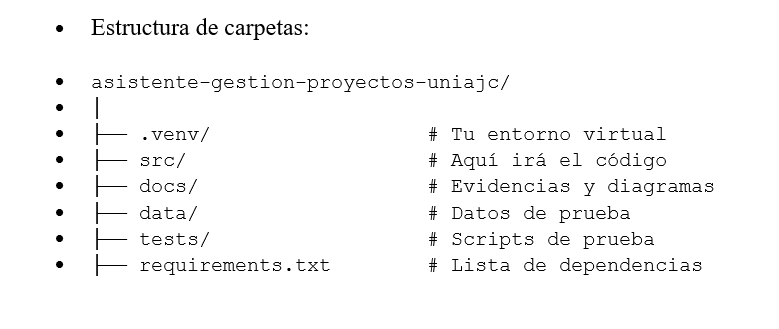 • Estructura de carpetas:
• asistente-gestion-proyectos-uniajc/
• │
• ├── .venv/ # Tu entorno virtual
• ├── src/ # Aquí irá el código
• ├── docs/ # Evidencias y diagramas
• ├── data/ # Datos de prueba
• ├── tests/ # Scripts de prueba
• ├── requirements.txt # Lista de dependencias